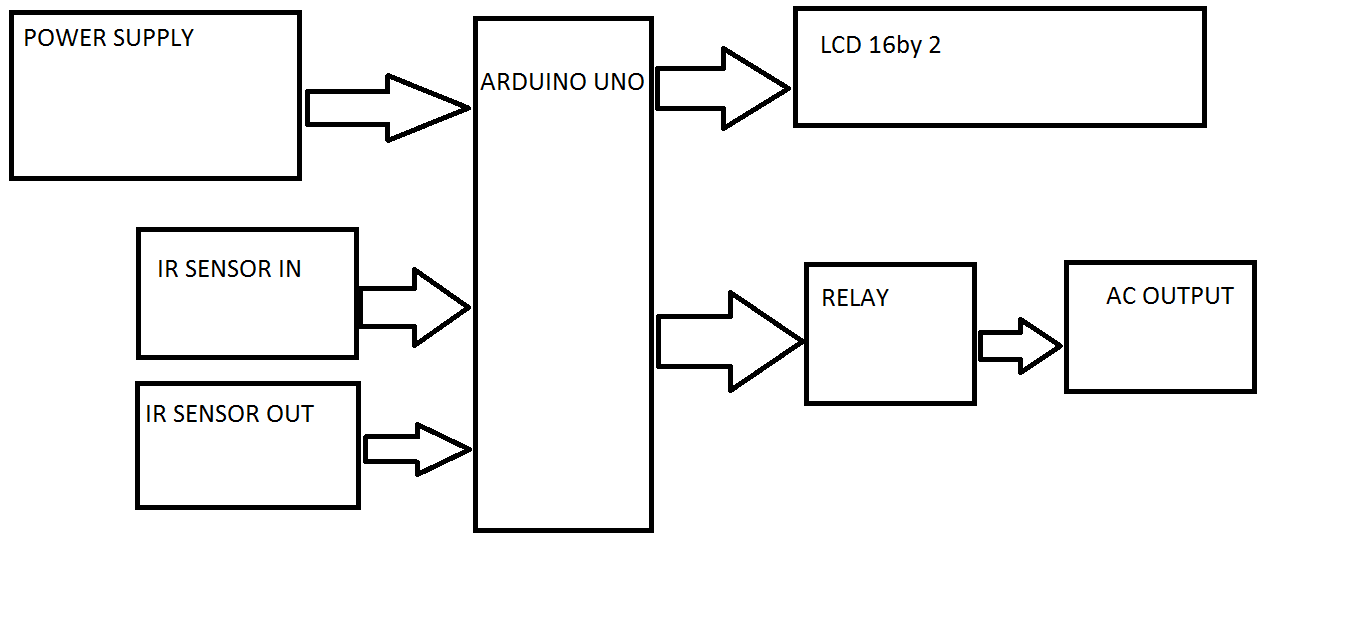 POWER SUPPLY
ARDUINO UNO
LCD 16by 2
IR SENSOR IN
RELAY
AC OUTPUT
IR SENSOR OUT